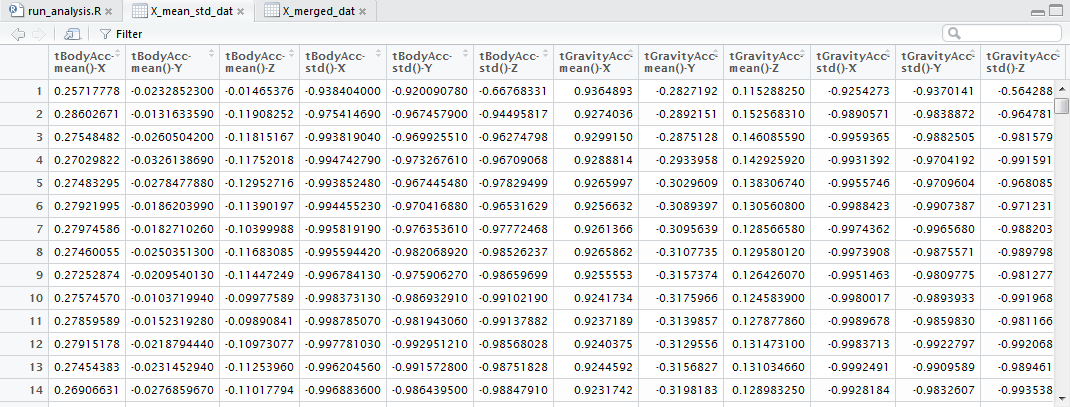 run_analysis.R × X_mean_std_dat × X_merged_dat ×
Filter
tBodyAcc- tBodyAcc- tBodyAcc- tBodyAcc- tBodyAcc- tBodyAcc- tGravityAcc- tGravityAcc- tGravityAcc- tGravityAcc- tGravityAcc- tGravityAcc-
mean()-X mean()-Y mean()-Z std()-X std()-Y std()-Z mean()-X mean()-Y mean()-Z std()-X std()-Y std()-Z
1 0.25717778 -0.0232852300 -0.01465376 -0.938404000 -0.920090780 -0.66768331 0.9364893 -0.2827192 0.115288250 -0.9254273 -0.9370141 -0.564288
2 0.28602671 -0.0131633590 -0.11908252 -0.975414690 -0.967457900 -0.94495817 0.9274036 -0.2892151 0.152568310 -0.9890571 -0.9838872 -0.964781
3 0.27548482 -0.0260504200 -0.11815167 -0.993819040 -0.969925510 -0.96274798 0.9299150 -0.2875128 0.146085590 -0.9959365 -0.9882505 -0.981579
4 0.27029822 -0.0326138690 -0.11752018 -0.994742790 -0.973267610 -0.96709068 0.9288814 -0.2933958 0.142925920 -0.9931392 -0.9704192 -0.991591
5 0.27483295 -0.0278477880 -0.12952716 -0.993852480 -0.967445480 -0.97829499 0.9265997 -0.3029609 0.138306740 -0.9955746 -0.9709604 -0.968085
6 0.27921995 -0.0186203990 -0.11390197 -0.994455230 -0.970416880 -0.96531629 0.9256632 -0.3089397 0.130560800 -0.9988423 -0.9907387 -0.971231
7 0.27974586 -0.0182710260 -0.10399988 -0.995819190 -0.976353610 -0.97772468 0.9261366 -0.3095639 0.128566580 -0.9974362 -0.9965680 -0.988203
8 0.27460055 -0.0250351300 -0.11683085 -0.995594420 -0.982068920 -0.98526237 0.9265862 -0.3107735 0.129580120 -0.9973908 -0.9875571 -0.989798
9 0.27252874 -0.0209540130 -0.11447249 -0.996784130 -0.975906270 -0.98659699 0.9255553 -0.3157374 0.126426070 -0.9951463 -0.9809775 -0.981277
10 0.27574570 -0.0103719940 -0.09977589 -0.998373130 -0.986932910 -0.99102190 0.9241734 -0.3175966 0.124583900 -0.9980017 -0.9893933 -0.991968
11 0.27859589 -0.0152319280 -0.09890841 -0.998785070 -0.981943060 -0.99137882 0.9237189 -0.3139857 0.127877860 -0.9989678 -0.9859830 -0.981166
12 0.27915178 -0.0218794440 -0.10973077 -0.997781030 -0.992951210 -0.98568028 0.9240375 -0.3129556 0.131473100 -0.9983713 -0.9922797 -0.992068
13 0.27454383 -0.0231452940 -0.11253960 -0.996204560 -0.991572800 -0.98751828 0.9244592 -0.3156827 0.131034660 -0.9992491 -0.9909589 -0.989461
14 0.26906631 -0.0276859670 -0.11017794 -0.996883600 -0.986439500 -0.98847910 0.9231742 -0.3198183 0.128983250 -0.9928184 -0.9832607 -0.993538